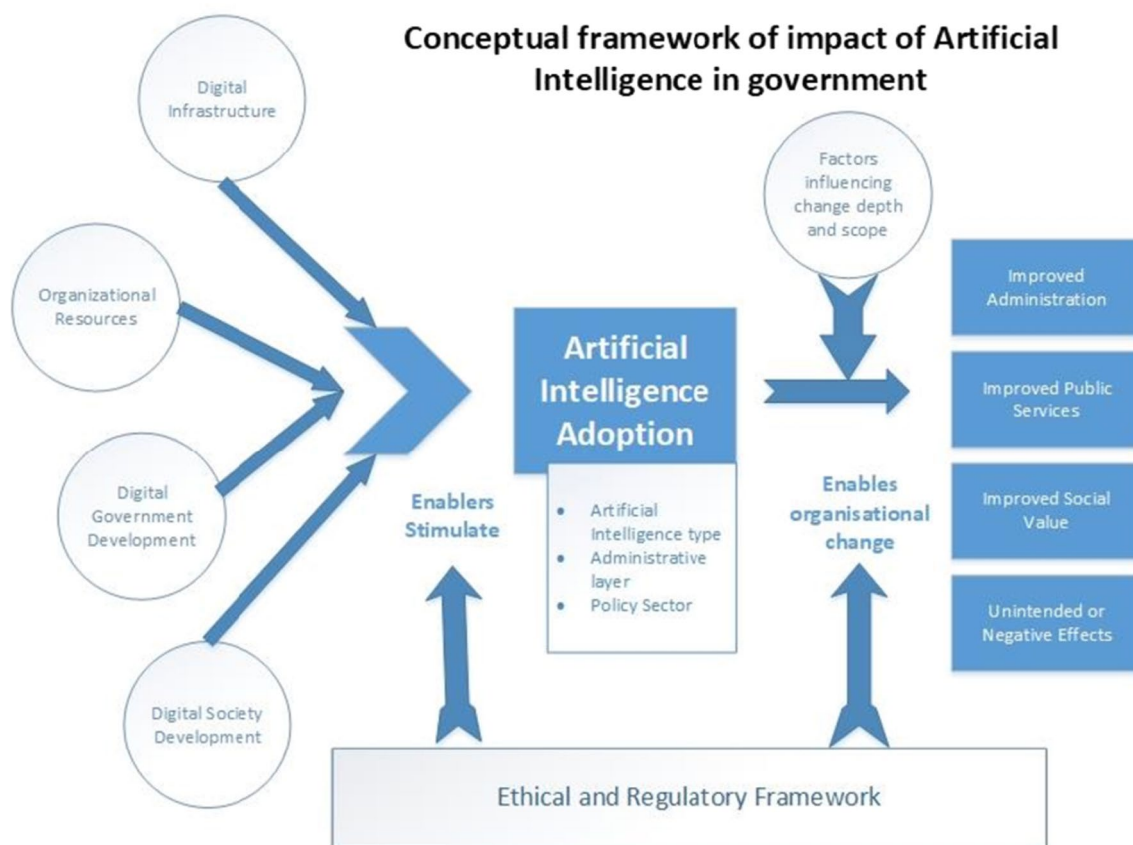 Conceptual framework of impact of Artificial
Intelligence in government
Digital
Infrastructure
Organizational
Resources
Digital
Government
Development
Digital Society
Development
Enablers
Stimulate
Artificial
Intelligence
Adoption
• Artificial
Intelligence type
• Administrative
layer
• Policy Sector
Factors
influencing
change depth
and scope
Enables
organisational
change
Improved
Administration
Improved Public
Services
Improved Social
Value
Unintended or
Negative Effects
Ethical and Regulatory Framework